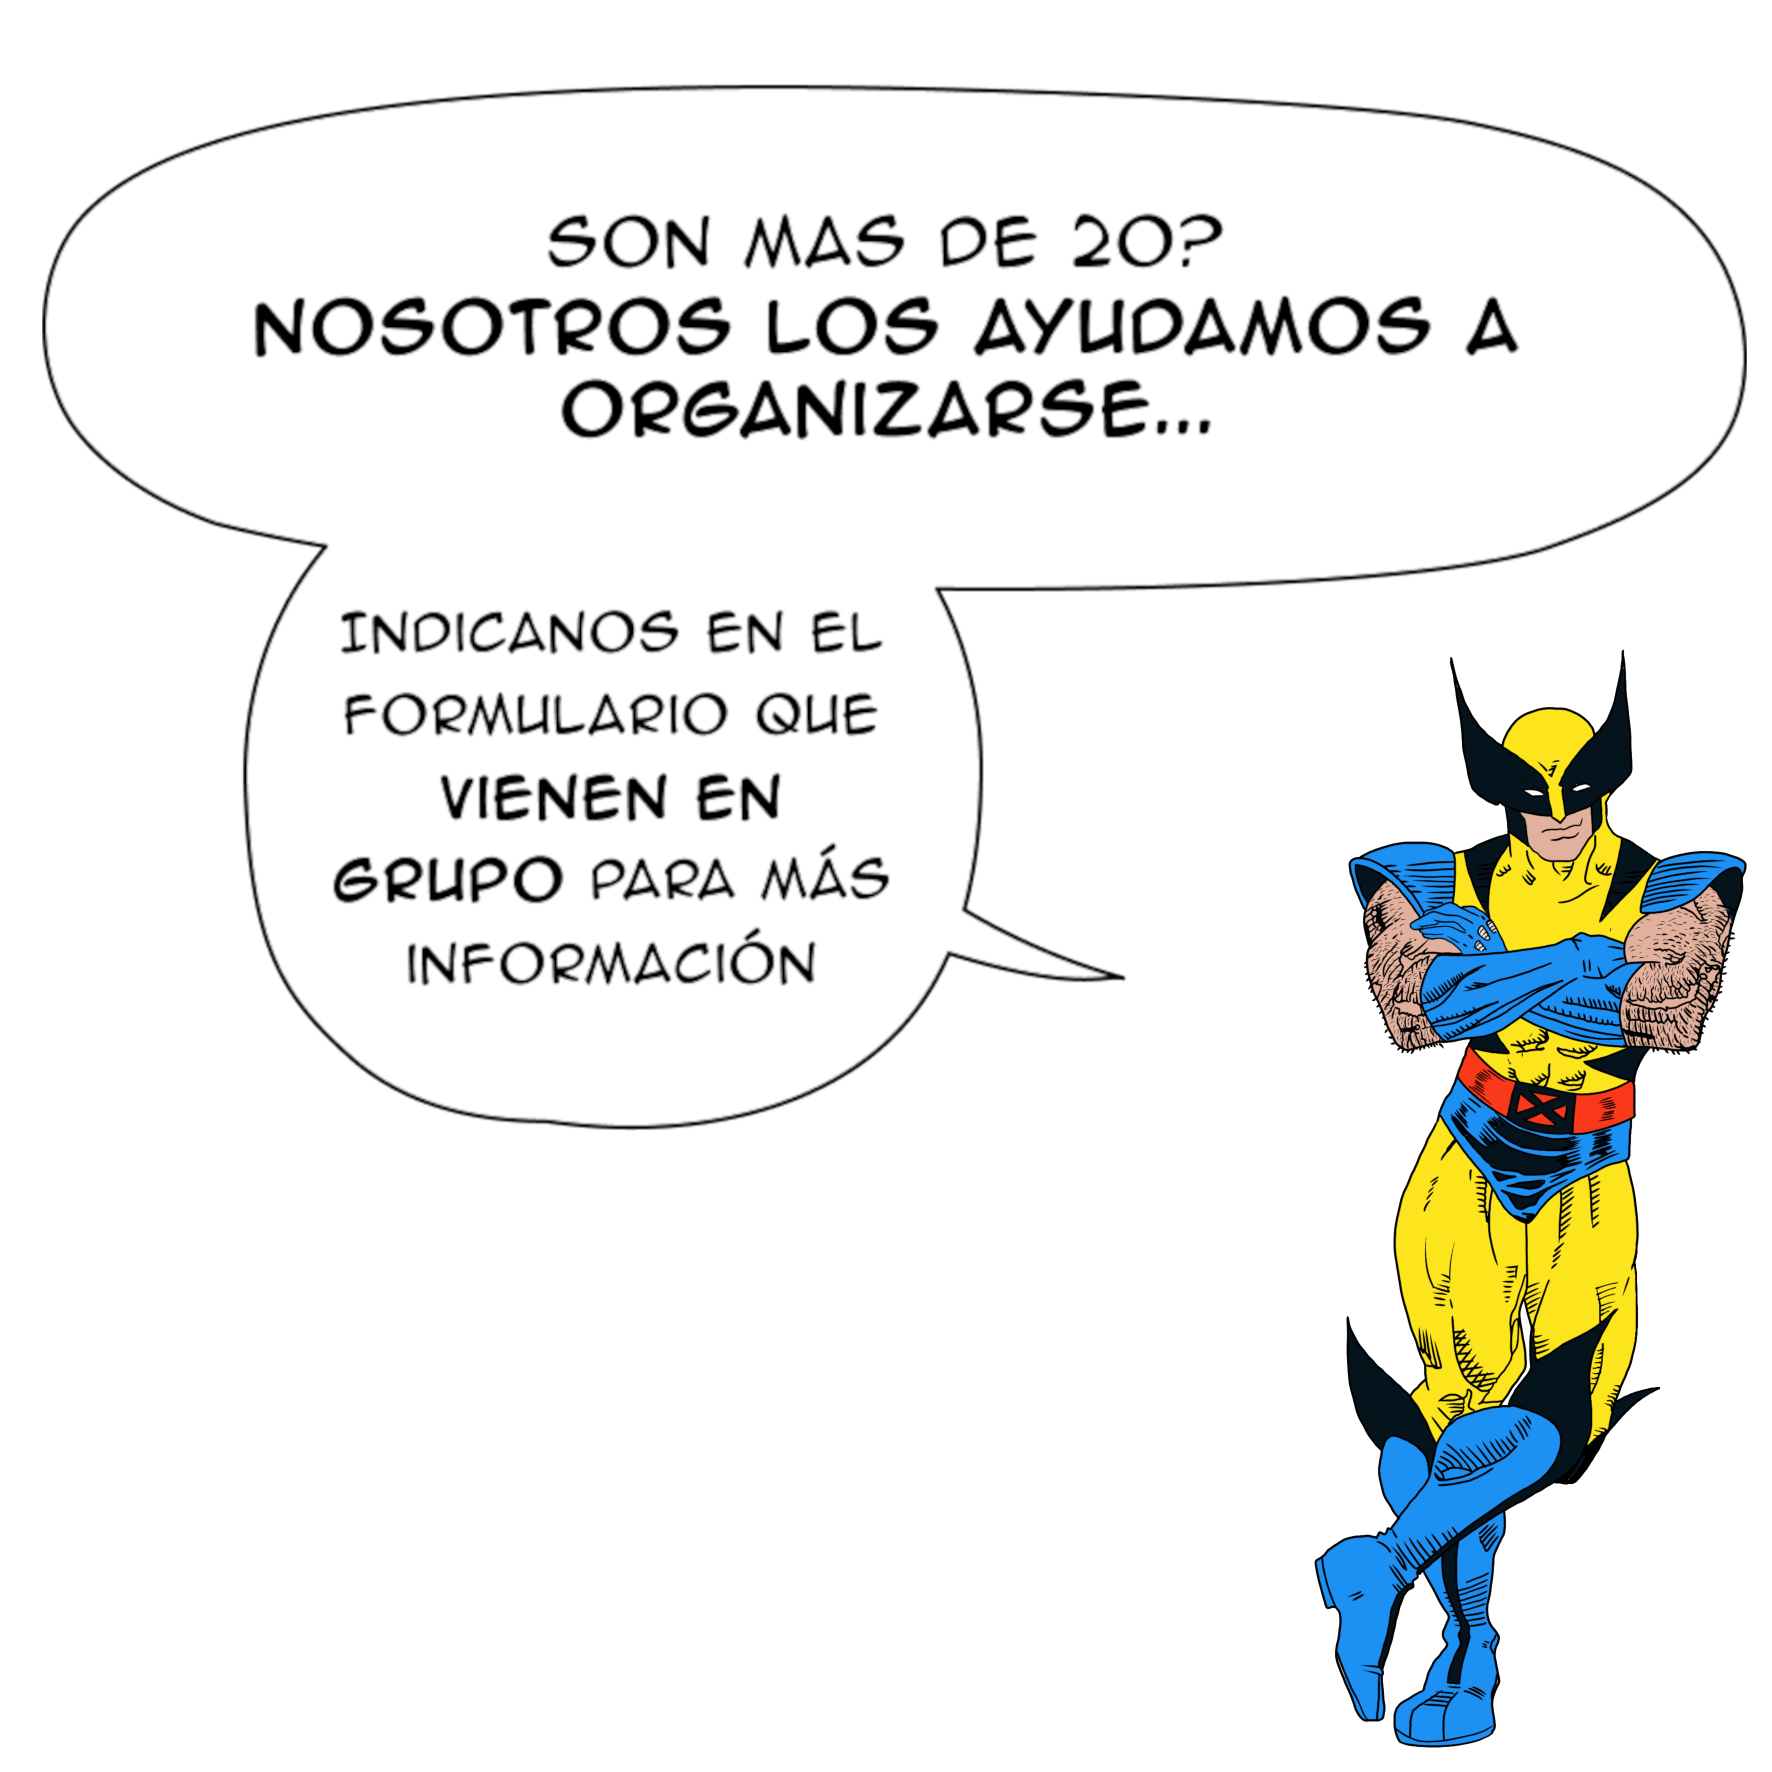 SON MAS DE 20?
NOSOTROS LOS AYUDAMOS A
ORGANIZARSE...
INDICANOS EN EL
FORMULARIO QUE
VIENEN EN
GRUPO PARA MÁS
INFORMACIÓN